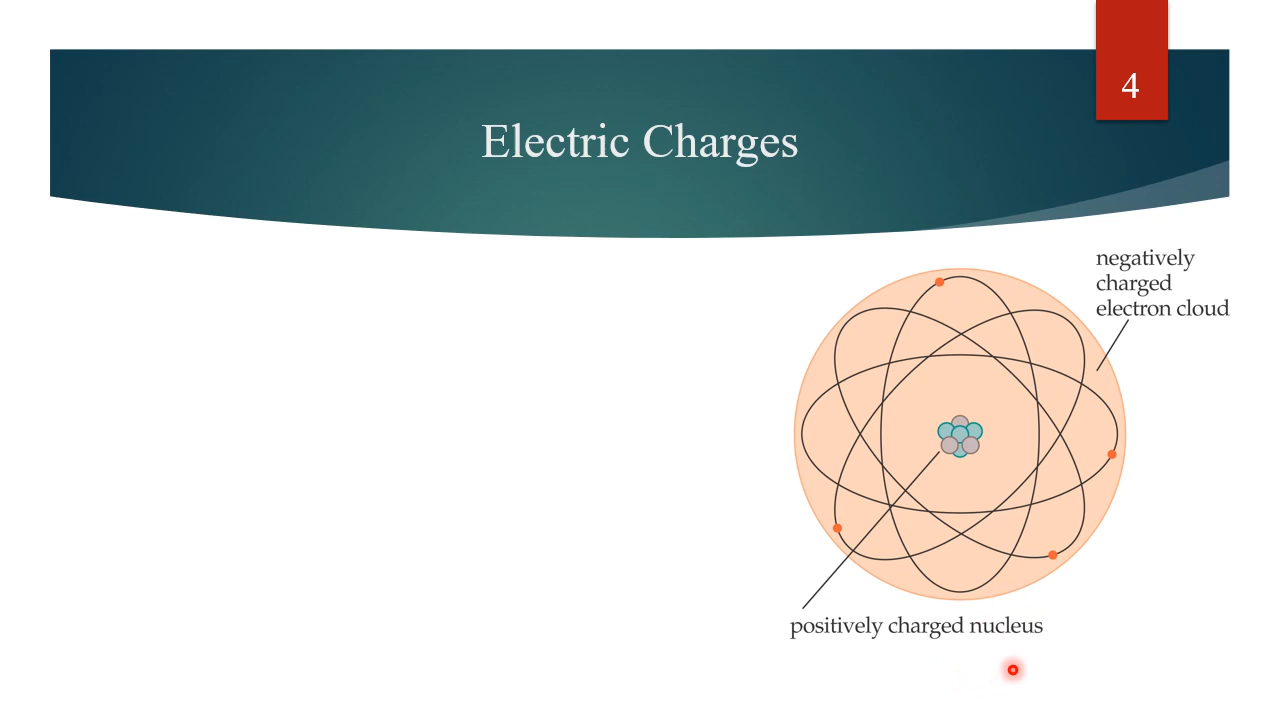 4
Electric Charges
negatively
charged
electron cloud
positively charged nucleus